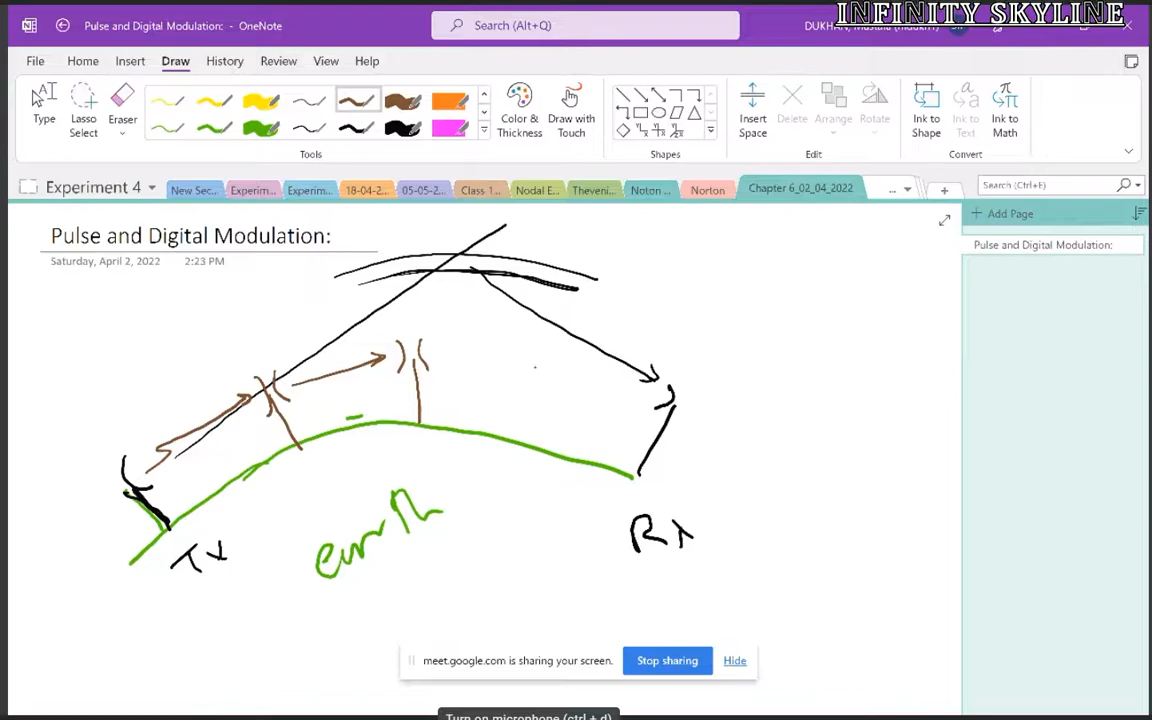 Pulse and Digital Modulation: - OneNote
Search (Alt+Q)
INFINITY SKYLINE
File Home Insert Draw History Review View Help
Type
Lasso Select
Eraser
Color & Thickness
Draw with Touch
Insert Space
Delete
Arrange
Rotate
Ink to Shape
Ink to Text
Ink to Math
Tools
Shapes
Edit
Convert
Experiment 4
New Sec...
Experim...
Experim...
18-04-2...
05-05-2...
Class 1...
Nodal E...
Theveni...
Noton ...
Norton
Chapter 6_02_04_2022
...
Search (Ctrl+E)
Pulse and Digital Modulation:
Saturday, April 2, 2022 2:23 PM
Add Page
Pulse and Digital Modulation:
Tx
earth
Rx
meet.google.com is sharing your screen.
Stop sharing
Hide
Turn on microphone (ctrl + d)